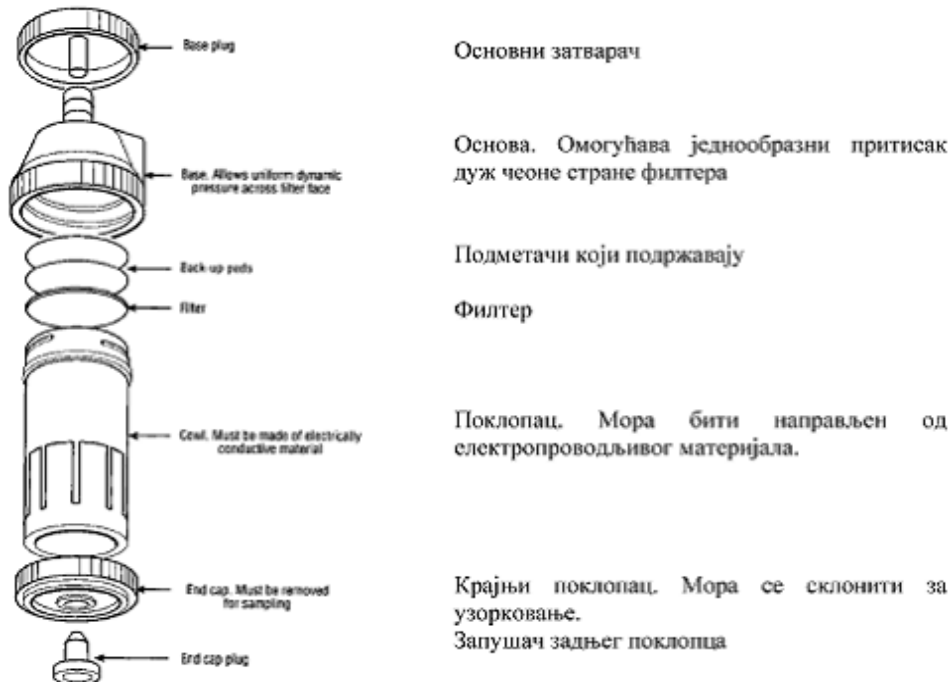 Base plug
Основни затварач
Base. Allows uniform dynamic
pressure across filter face
Основа. Омогућава једнообразни притисак
дуж чеоне стране филтера
Back-up pads
Подметачи који подржавају
Filter
Филтер
Cowl. Must be made of electrically
conductive material
Поклопац. Мора бити направљен од
електропроводљивог материјала.
End cap. Must be removed
for sampling
Крајњи поклопац. Мора се склонити за
узорковање.
Запушач задњег поклопца
End cap plug